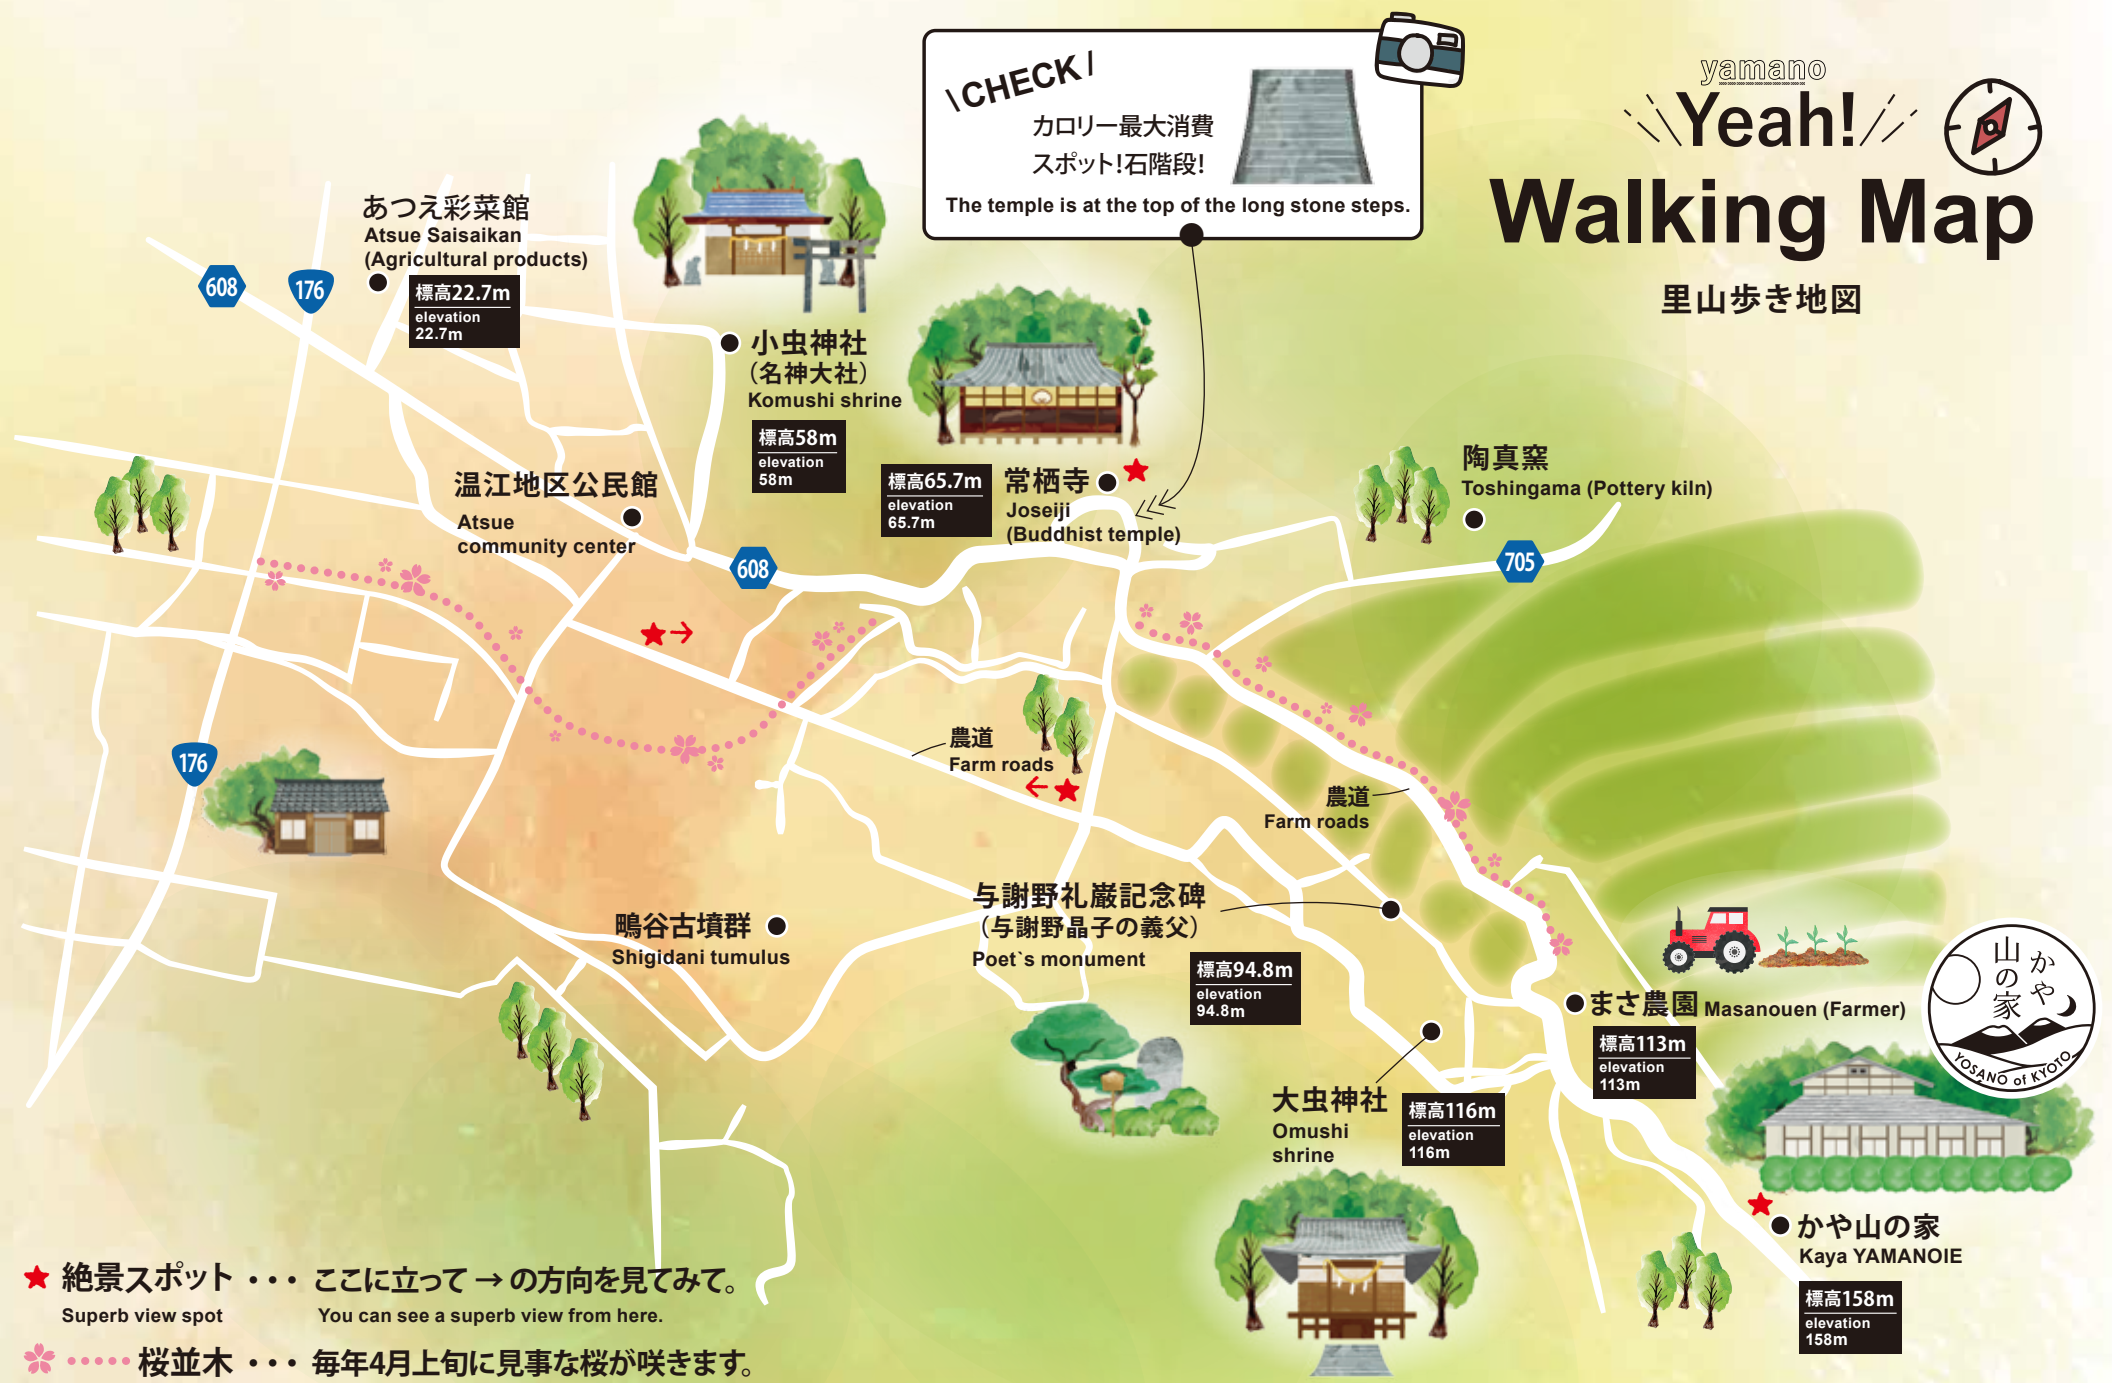 \CHECK/
カロリー最大消費
スポット!石階段!
The temple is at the top of the long stone steps.
yamano
Yeah!
Walking Map
里山歩き地図
あつえ彩菜館
Atsue Saisaikan
(Agricultural products)
標高22.7m
elevation
22.7m
608
176
小虫神社
（名神大社）
Komushi shrine
標高58m
elevation
58m
標高65.7m
elevation
65.7m
常栖寺
Joseiji
(Buddhist temple)
陶真窯
Toshingama (Pottery kiln)
705
温江地区公民館
Atsue
community center
608
176
農道
Farm roads
農道
Farm roads
鴫谷古墳群
Shigidani tumulus
与謝野礼巌記念碑
（与謝野晶子の義父）
Poet`s monument
標高94.8m
elevation
94.8m
まさ農園 Masanouen (Farmer)
標高113m
elevation
113m
かや
山の家
YOSANO of KYOTO
大虫神社
Omushi
shrine
標高116m
elevation
116m
かや山の家
Kaya YAMANOIE
標高158m
elevation
158m
★ 絶景スポット ・・・ ここに立って → の方向を見てみて。
Superb view spot You can see a superb view from here.
桜並木 ・・・ 毎年4月上旬に見事な桜が咲きます。